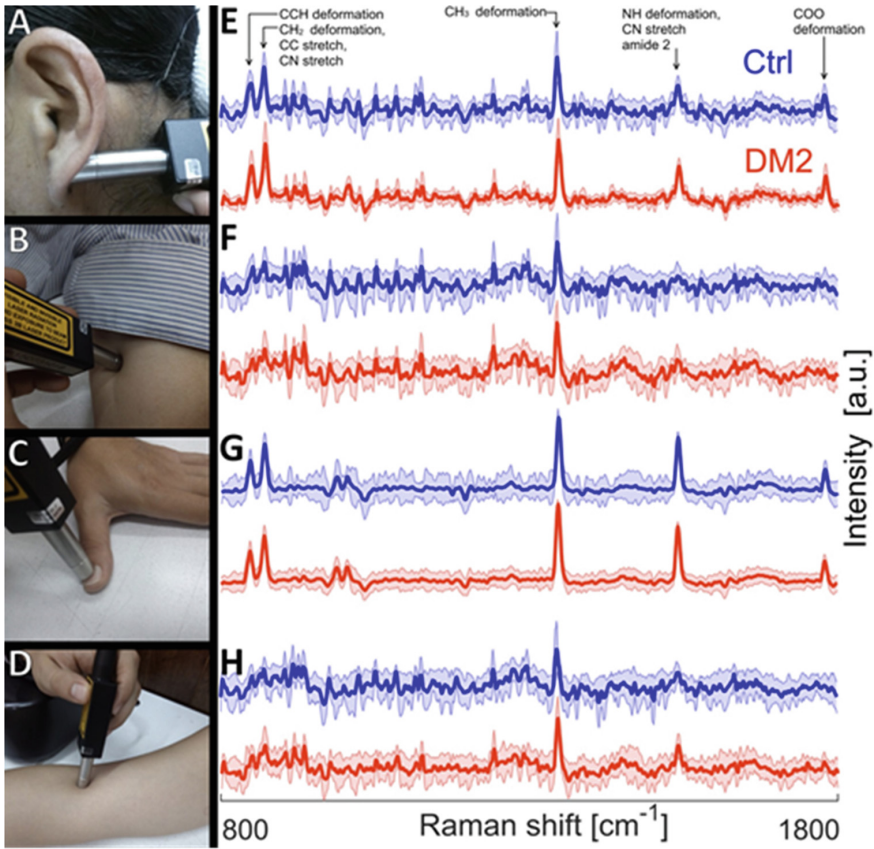 A
E
CCH deformation
CH₂ deformation,
CC stretch,
CN stretch
CH₃ deformation
NH deformation,
CN stretch
amide 2
COO
deformation
Ctrl
DM2
B
F
C
G
D
H
Intensity [a.u.]
800
Raman shift [cm⁻¹]
1800